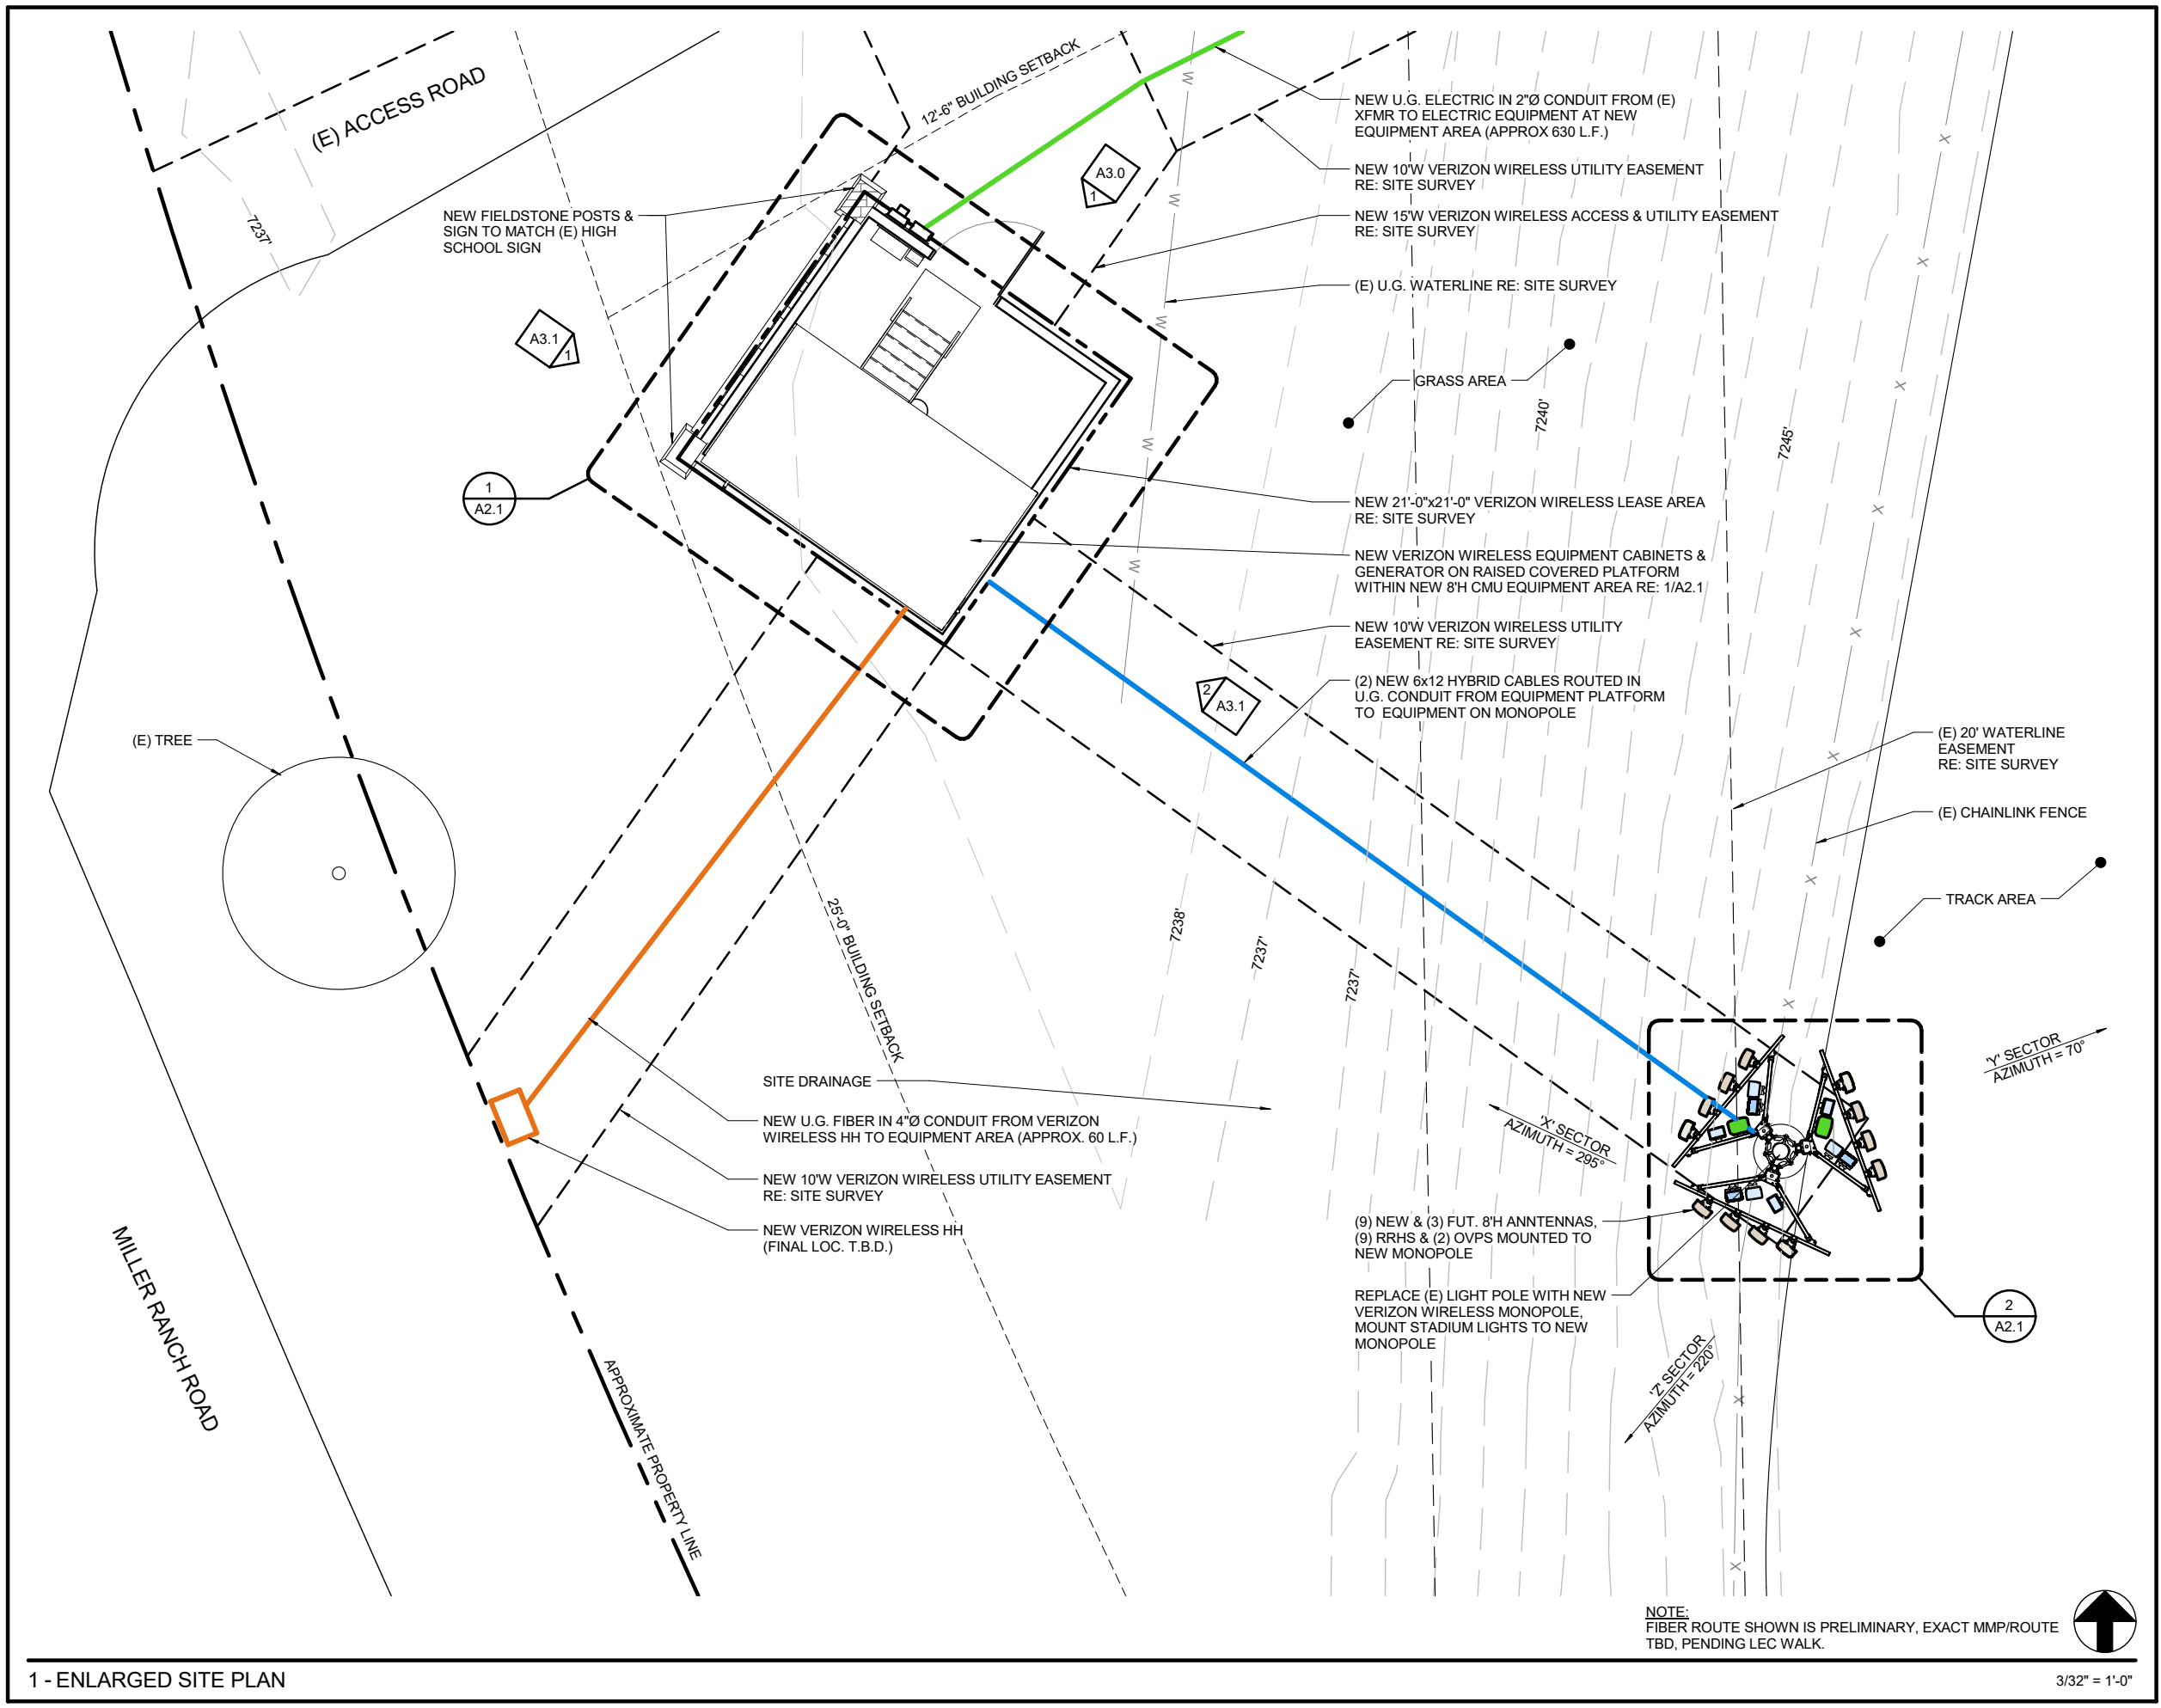 (E) ACCESS ROAD
12'-6" BUILDING SETBACK
7237'
NEW FIELDSTONE POSTS &
SIGN TO MATCH (E) HIGH
SCHOOL SIGN
A3.0
1
A3.1
1
1
A2.1
NEW U.G. ELECTRIC IN 2"Ø CONDUIT FROM (E)
XFMR TO ELECTRIC EQUIPMENT AT NEW
EQUIPMENT AREA (APPROX 630 L.F.)
NEW 10'W VERIZON WIRELESS UTILITY EASEMENT
RE: SITE SURVEY
NEW 15'W VERIZON WIRELESS ACCESS & UTILITY EASEMENT
RE: SITE SURVEY
(E) U.G. WATERLINE RE: SITE SURVEY
GRASS AREA
7240'
7245'
NEW 21'-0"x21'-0" VERIZON WIRELESS LEASE AREA
RE: SITE SURVEY
NEW VERIZON WIRELESS EQUIPMENT CABINETS &
GENERATOR ON RAISED COVERED PLATFORM
WITHIN NEW 8'H CMU EQUIPMENT AREA RE: 1/A2.1
NEW 10'W VERIZON WIRELESS UTILITY
EASEMENT RE: SITE SURVEY
(2) NEW 6x12 HYBRID CABLES ROUTED IN
U.G. CONDUIT FROM EQUIPMENT PLATFORM
TO EQUIPMENT ON MONOPOLE
2
A3.1
W
W
W
W
W
W
X
X
X
X
X
X
X
X
X
X
(E) 20' WATERLINE
EASEMENT
RE: SITE SURVEY
(E) CHAINLINK FENCE
TRACK AREA
(E) TREE
25'-0" BUILDING SETBACK
7238'
7237'
7237'
'Y' SECTOR
AZIMUTH = 70°
'X' SECTOR
AZIMUTH = 295°
SITE DRAINAGE
NEW U.G. FIBER IN 4"Ø CONDUIT FROM VERIZON
WIRELESS HH TO EQUIPMENT AREA (APPROX. 60 L.F.)
NEW 10'W VERIZON WIRELESS UTILITY EASEMENT
RE: SITE SURVEY
NEW VERIZON WIRELESS HH
(FINAL LOC. T.B.D.)
(9) NEW & (3) FUT. 8'H ANNTENNAS,
(9) RRHS & (2) OVPS MOUNTED TO
NEW MONOPOLE
REPLACE (E) LIGHT POLE WITH NEW
VERIZON WIRELESS MONOPOLE,
MOUNT STADIUM LIGHTS TO NEW
MONOPOLE
'Z' SECTOR
AZIMUTH = 220°
2
A2.1
MILLER RANCH ROAD
APPROXIMATE PROPERTY LINE
NOTE:
FIBER ROUTE SHOWN IS PRELIMINARY, EXACT MMP/ROUTE
TBD, PENDING LEC WALK.
1 - ENLARGED SITE PLAN
3/32" = 1'-0"